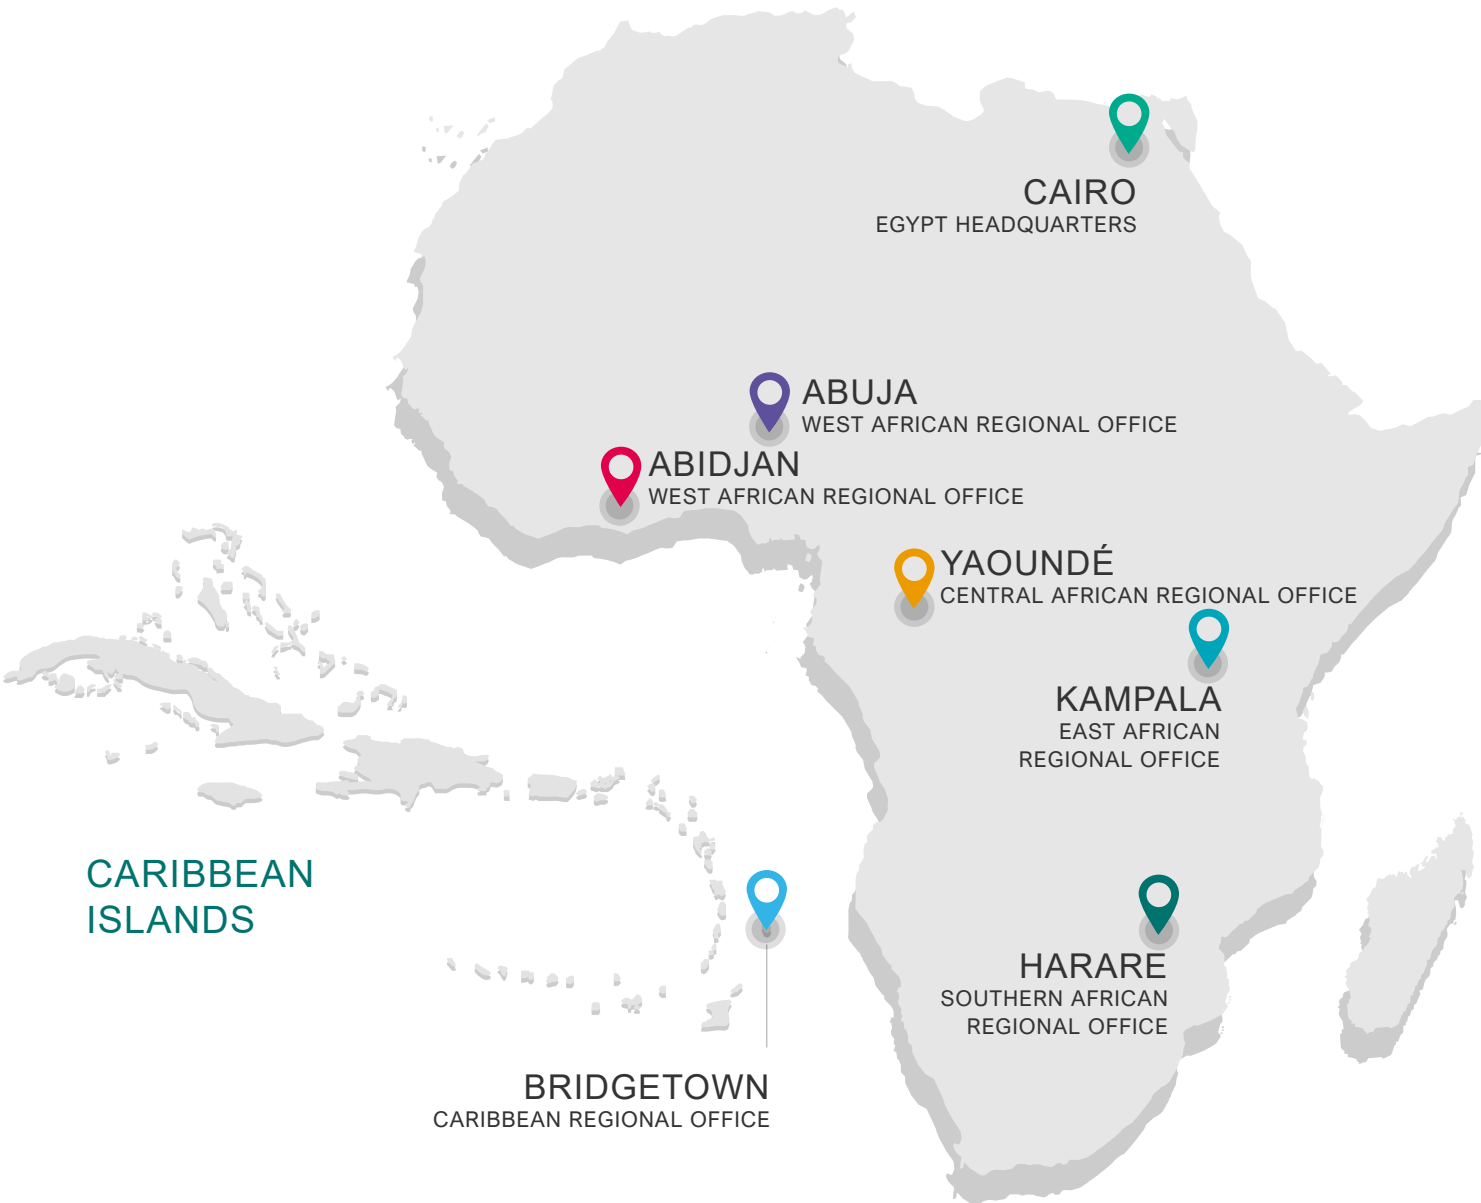 CAIRO
EGYPT HEADQUARTERS
ABUJA
WEST AFRICAN REGIONAL OFFICE
ABIDJAN
WEST AFRICAN REGIONAL OFFICE
YAOUNDÉ
CENTRAL AFRICAN REGIONAL OFFICE
KAMPALA
EAST AFRICAN
REGIONAL OFFICE
CARIBBEAN
ISLANDS
HARARE
SOUTHERN AFRICAN
REGIONAL OFFICE
BRIDGETOWN
CARIBBEAN REGIONAL OFFICE